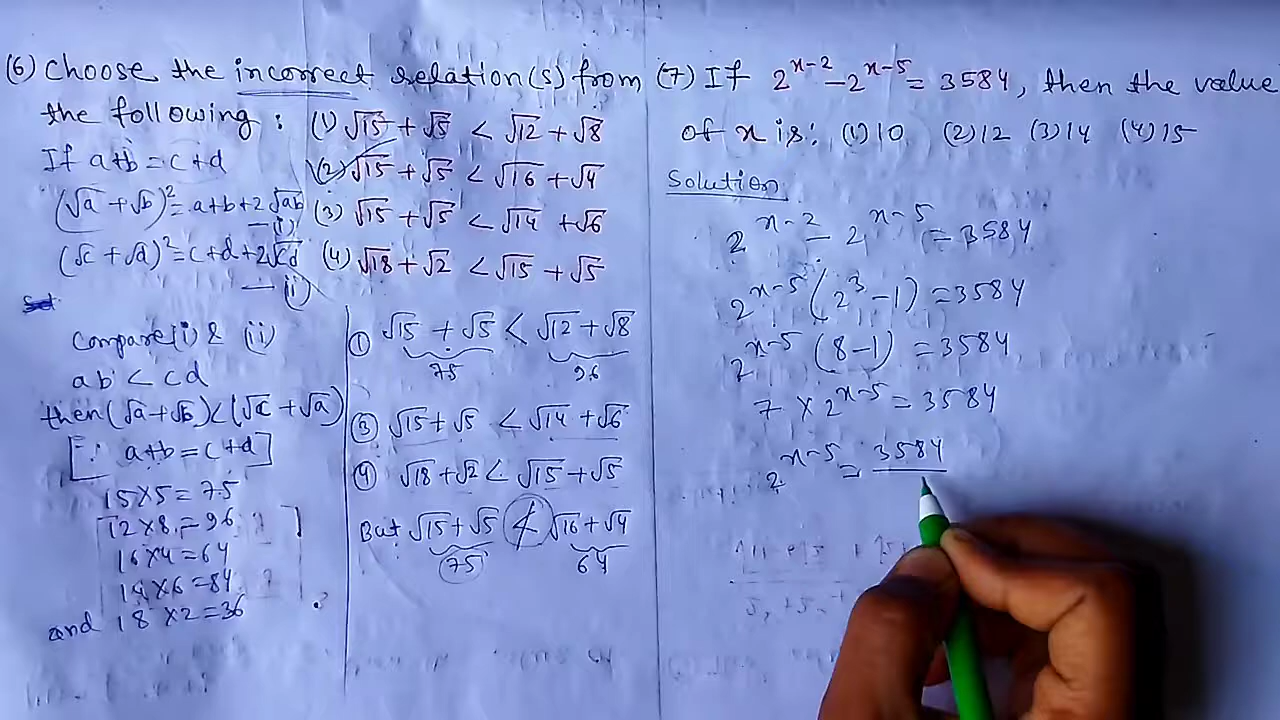 (6) Choose the incorrect relation(s) from
the following : (1) √15 + √5 < √12 + √8
(2) √15 + √5 < √16 + √4
(3) √15 + √5 < √14 + √6
(4) √18 + √2 < √15 + √5
If a+b = c+d
(√a + √b)² = a+b+2√ab
— i)
(√c + √d)² = c+d+2√cd
— ii)
Compare (i) & (ii)
ab < cd
then (√a+√b) < (√c + √d)
[∵ a+b = c+d]
15×5 = 75
12×8 = 96
16×4 = 64
14×6 = 84
and 18×2 = 36
① √15 + √5 < √12 + √8
75 96
③ √15 + √5 < √14 + √6
④ √18 + √2 < √15 + √5
But √15 + √5 ≮ √16 + √4
75 64
(7) If 2^{x-2} - 2^{x-5} = 3584, then the value
of x is: (1) 10 (2) 12 (3) 14 (4) 15
Solution
2^{x-2} - 2^{x-5} = 3584
2^{x-5} (2³ - 1) = 3584
2^{x-5} (8-1) = 3584
7 × 2^{x-5} = 3584
2^{x-5} = 3584